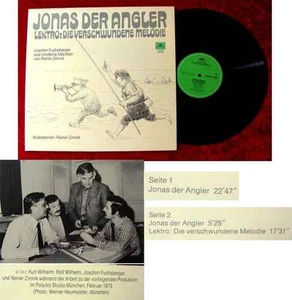 JONAS DER ANGLER
LEKTRO: DIE VERSCHWUNDENE MELODIE
Joachim Fuchsberger
liest moderne Märchen
von Reiner Zimnik
Illustrationen: Reiner Zimnik
Seite 1
Jonas der Angler 22'47"
Seite 2
Jonas der Angler 5'25"
Lektro: Die verschwundene Melodie 17'31"
v.l.n.r. Kurt Wilhelm, Rolf Wilhelm, Joachim Fuchsberger,
und Reiner Zimnik während der Arbeit zu der vorliegenden Produktion
im Polydor Studio München, Februar 1973
(Photo: Werner Neumeister, München)